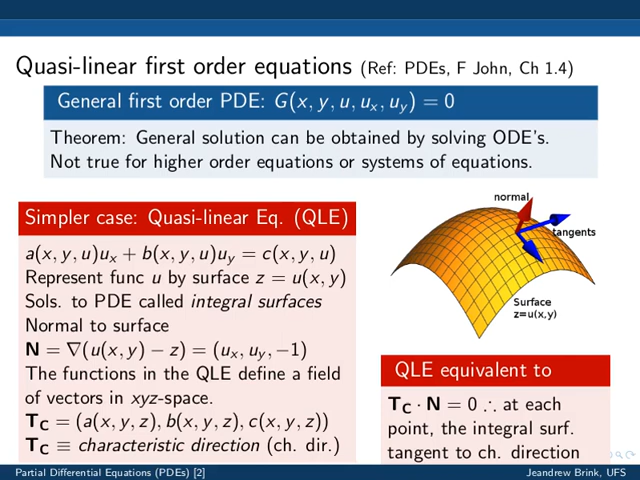 Quasi-linear first order equations (Ref: PDEs, F John, Ch 1.4)
General first order PDE: G(x, y, u, uₓ, u_y) = 0
Theorem: General solution can be obtained by solving ODE's.
Not true for higher order equations or systems of equations.
Simpler case: Quasi-linear Eq. (QLE)
a(x, y, u)uₓ + b(x, y, u)u_y = c(x, y, u)
Represent func u by surface z = u(x, y)
Sols. to PDE called integral surfaces
Normal to surface
N = ∇(u(x, y) − z) = (uₓ, u_y, −1)
The functions in the QLE define a field
of vectors in xyz-space.
T_C = (a(x, y, z), b(x, y, z), c(x, y, z))
T_C ≡ characteristic direction (ch. dir.)
normal
tangents
Surface
z=u(x,y)
QLE equivalent to
T_C · N = 0 ∴ at each
point, the integral surf.
tangent to ch. direction
Partial Differential Equations (PDEs) [2]
Jeandrew Brink, UFS